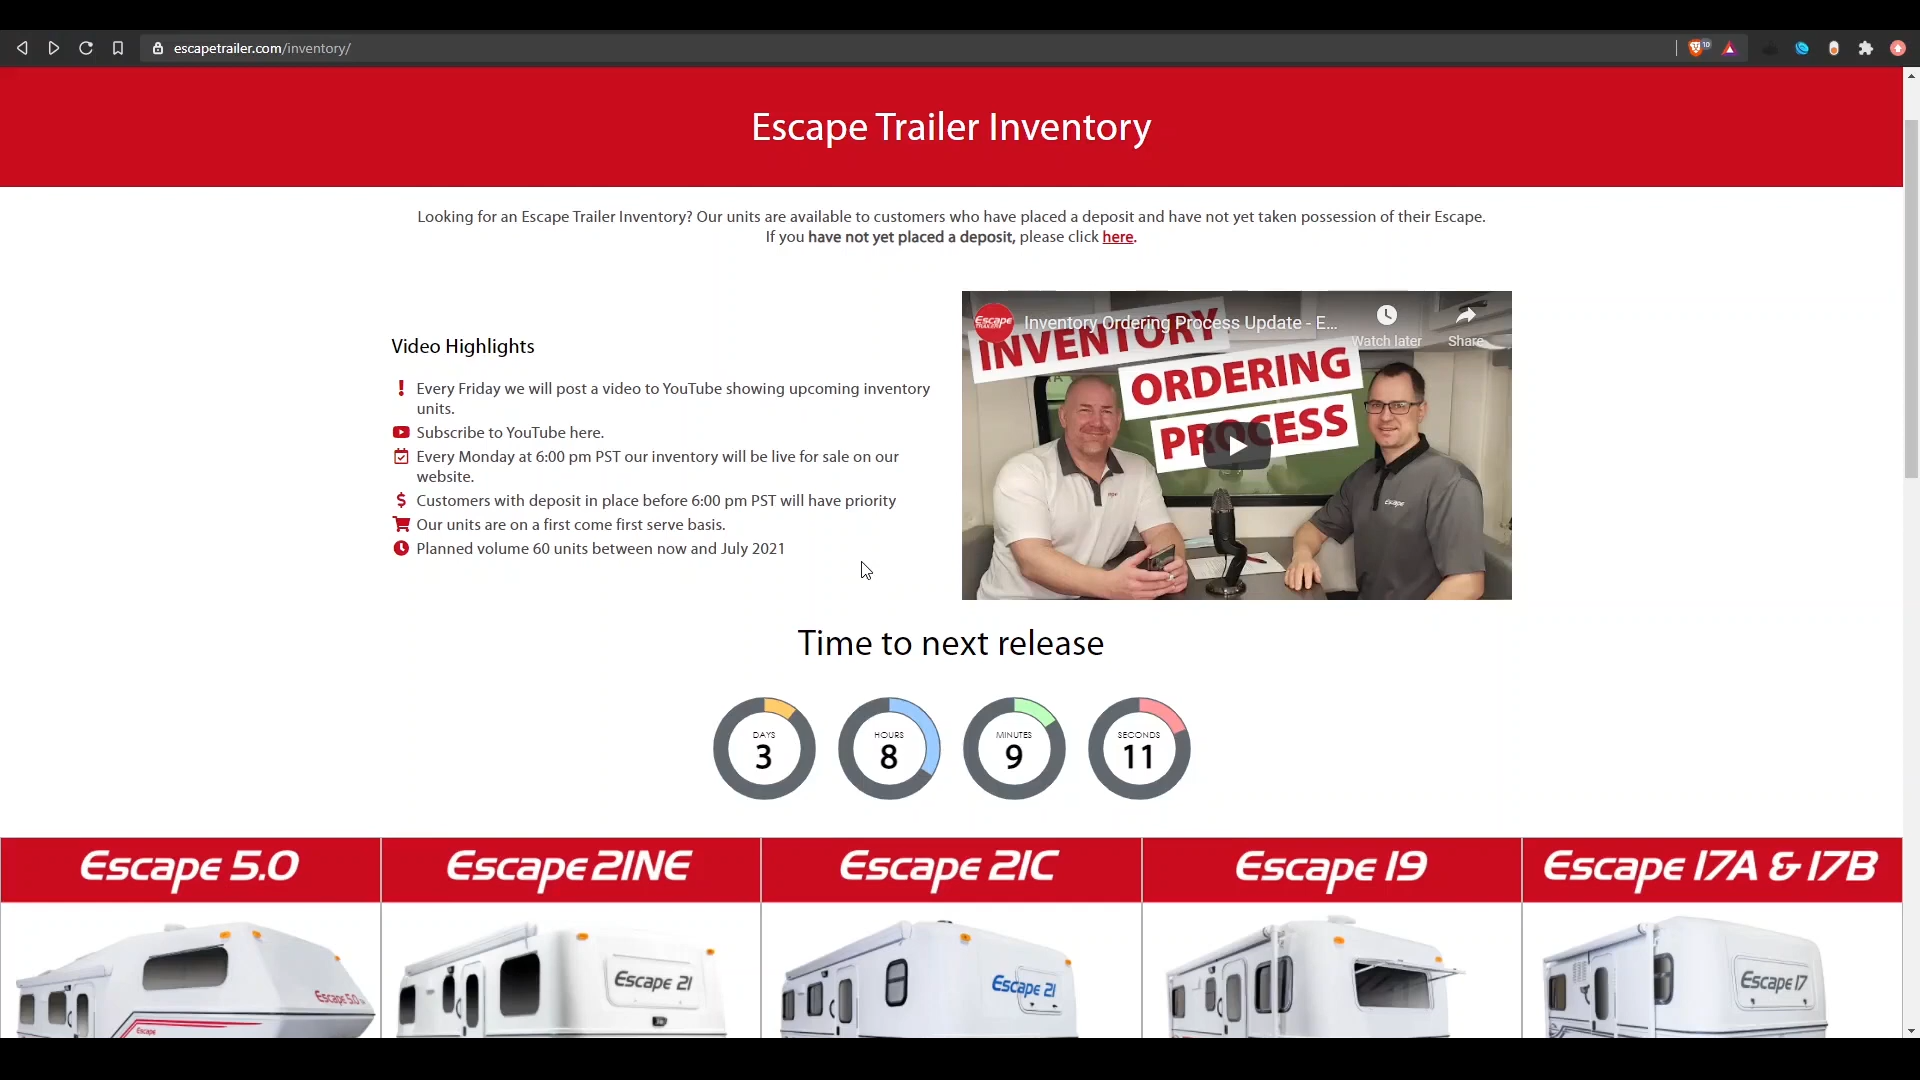 escapetrailer.com/inventory/
10
Escape Trailer Inventory
Looking for an Escape Trailer Inventory? Our units are available to customers who have placed a deposit and have not yet taken possession of their Escape.
If you have not yet placed a deposit, please click here.
Video Highlights
Every Friday we will post a video to YouTube showing upcoming inventory
units.
Subscribe to YouTube here.
Every Monday at 6:00 pm PST our inventory will be live for sale on our
website.
Customers with deposit in place before 6:00 pm PST will have priority
Our units are on a first come first serve basis.
Planned volume 60 units between now and July 2021
Escape
Inventory Ordering Process Update - E...
Watch later
Share
INVENTORY
ORDERING
PROCESS
Escape
Time to next release
DAYS
3
HOURS
8
MINUTES
9
SECONDS
11
Escape 5.0
Escape 21NE
Escape 21C
Escape 19
Escape 17A & 17B
Escape 5.0
Escape
Escape 21
Escape 21
Escape 17